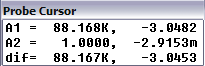 Probe Cursor
A1 = 88.168K, -3.0482
A2 = 1.0000, -2.9153m
dif= 88.167K, -3.0453